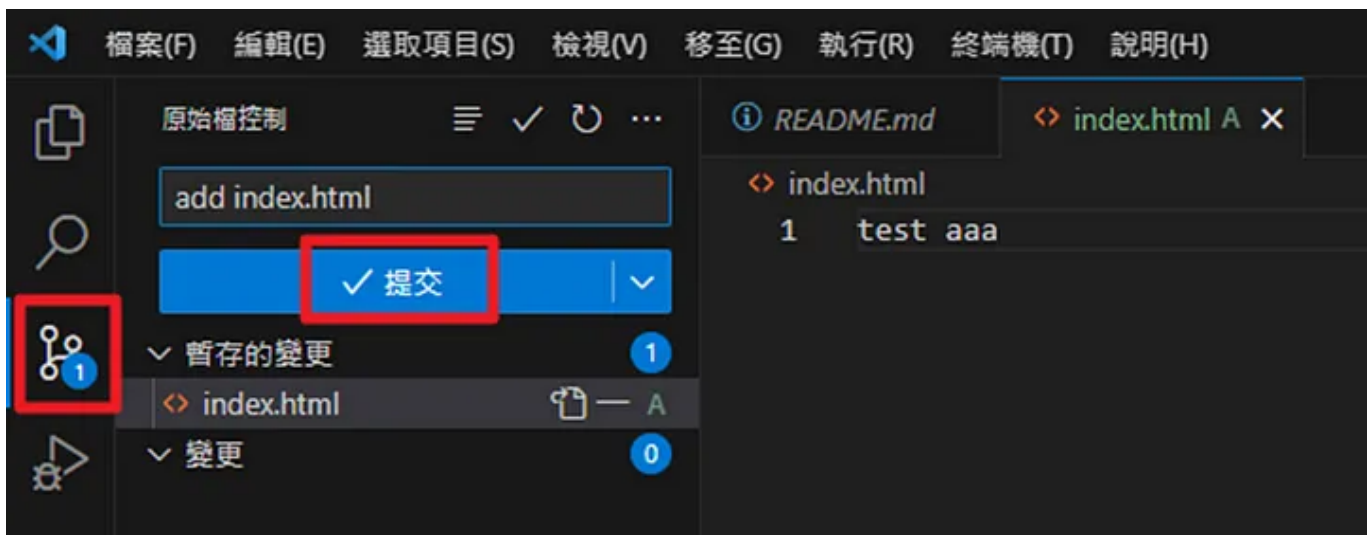 檔案(F) 編輯(E) 選取項目(S) 檢視(V) 移至(G) 執行(R) 終端機(T) 說明(H)
原始檔控制
README.md
index.html A
add index.html
index.html
1 test aaa
提交
1
暫存的變更 1
index.html A
變更 0